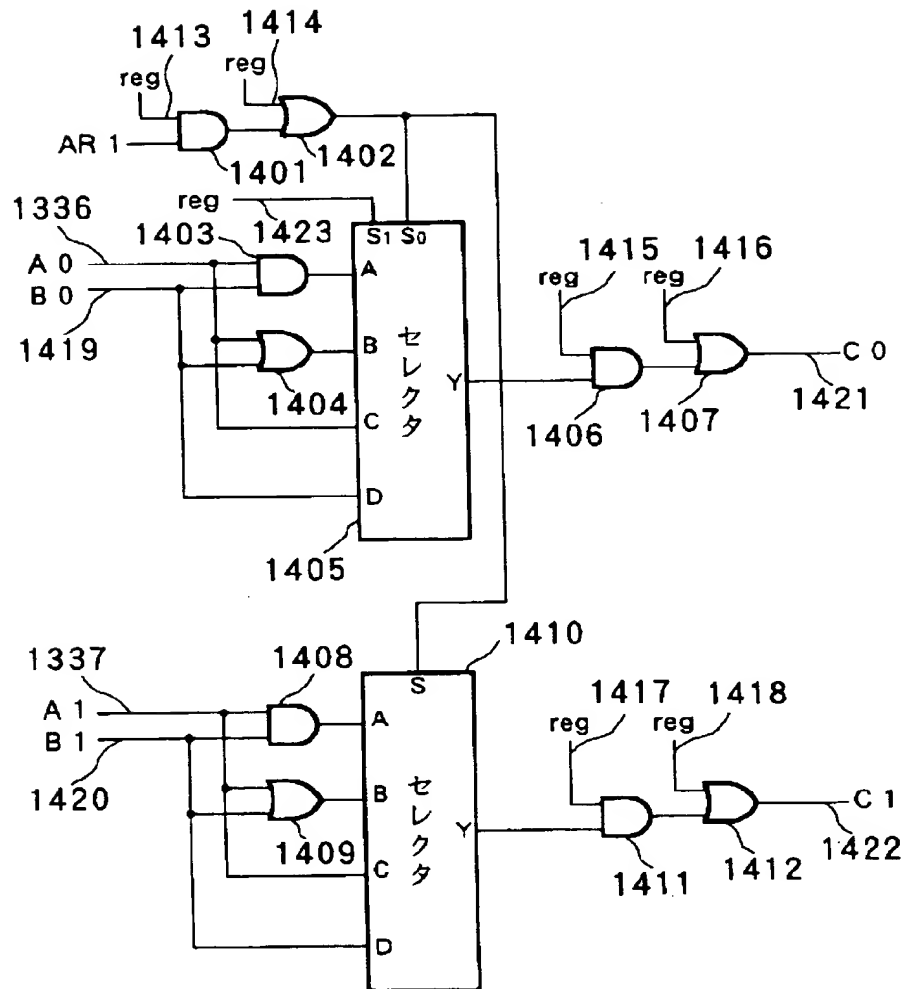 1413
1414
reg
reg
AR 1
1401
1402
1336
reg
1403
1423
S1 S0
A 0
B 0
A
1419
B
1404
セレクタ
C
Y
D
1405
1415
1416
reg
reg
C 0
1406
1407
1421
1410
1337
1408
S
A 1
B 1
A
1420
B
1409
セレクタ
C
Y
D
1417
1418
reg
reg
C 1
1411
1412
1422